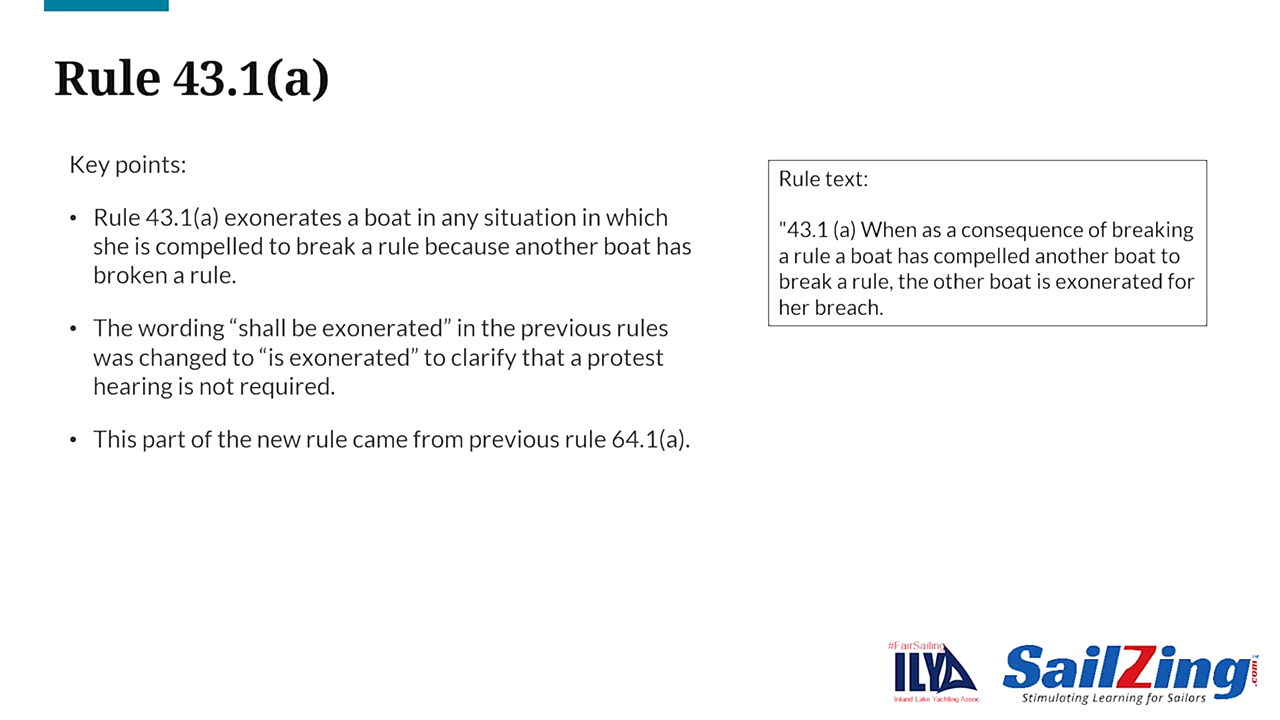 Rule 43.1(a)
Key points:
• Rule 43.1(a) exonerates a boat in any situation in which
she is compelled to break a rule because another boat has
broken a rule.
• The wording “shall be exonerated” in the previous rules
was changed to “is exonerated” to clarify that a protest
hearing is not required.
• This part of the new rule came from previous rule 64.1(a).
Rule text:
"43.1 (a) When as a consequence of breaking
a rule a boat has compelled another boat to
break a rule, the other boat is exonerated for
her breach.
#FairSailing
ILYA
Inland Lake Yachting Assoc.
SailZing.com™
Stimulating Learning for Sailors